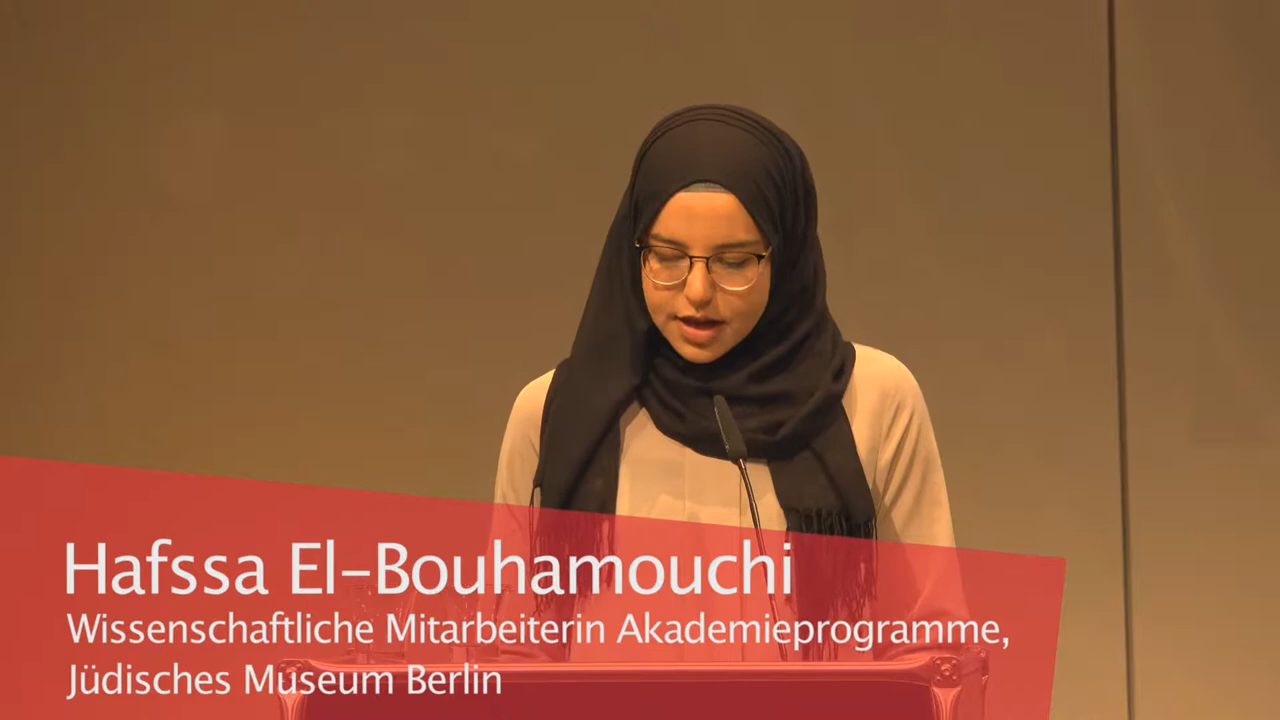 Hafssa El-Bouhamouchi
Wissenschaftliche Mitarbeiterin Akademieprogramme,
Jüdisches Museum Berlin